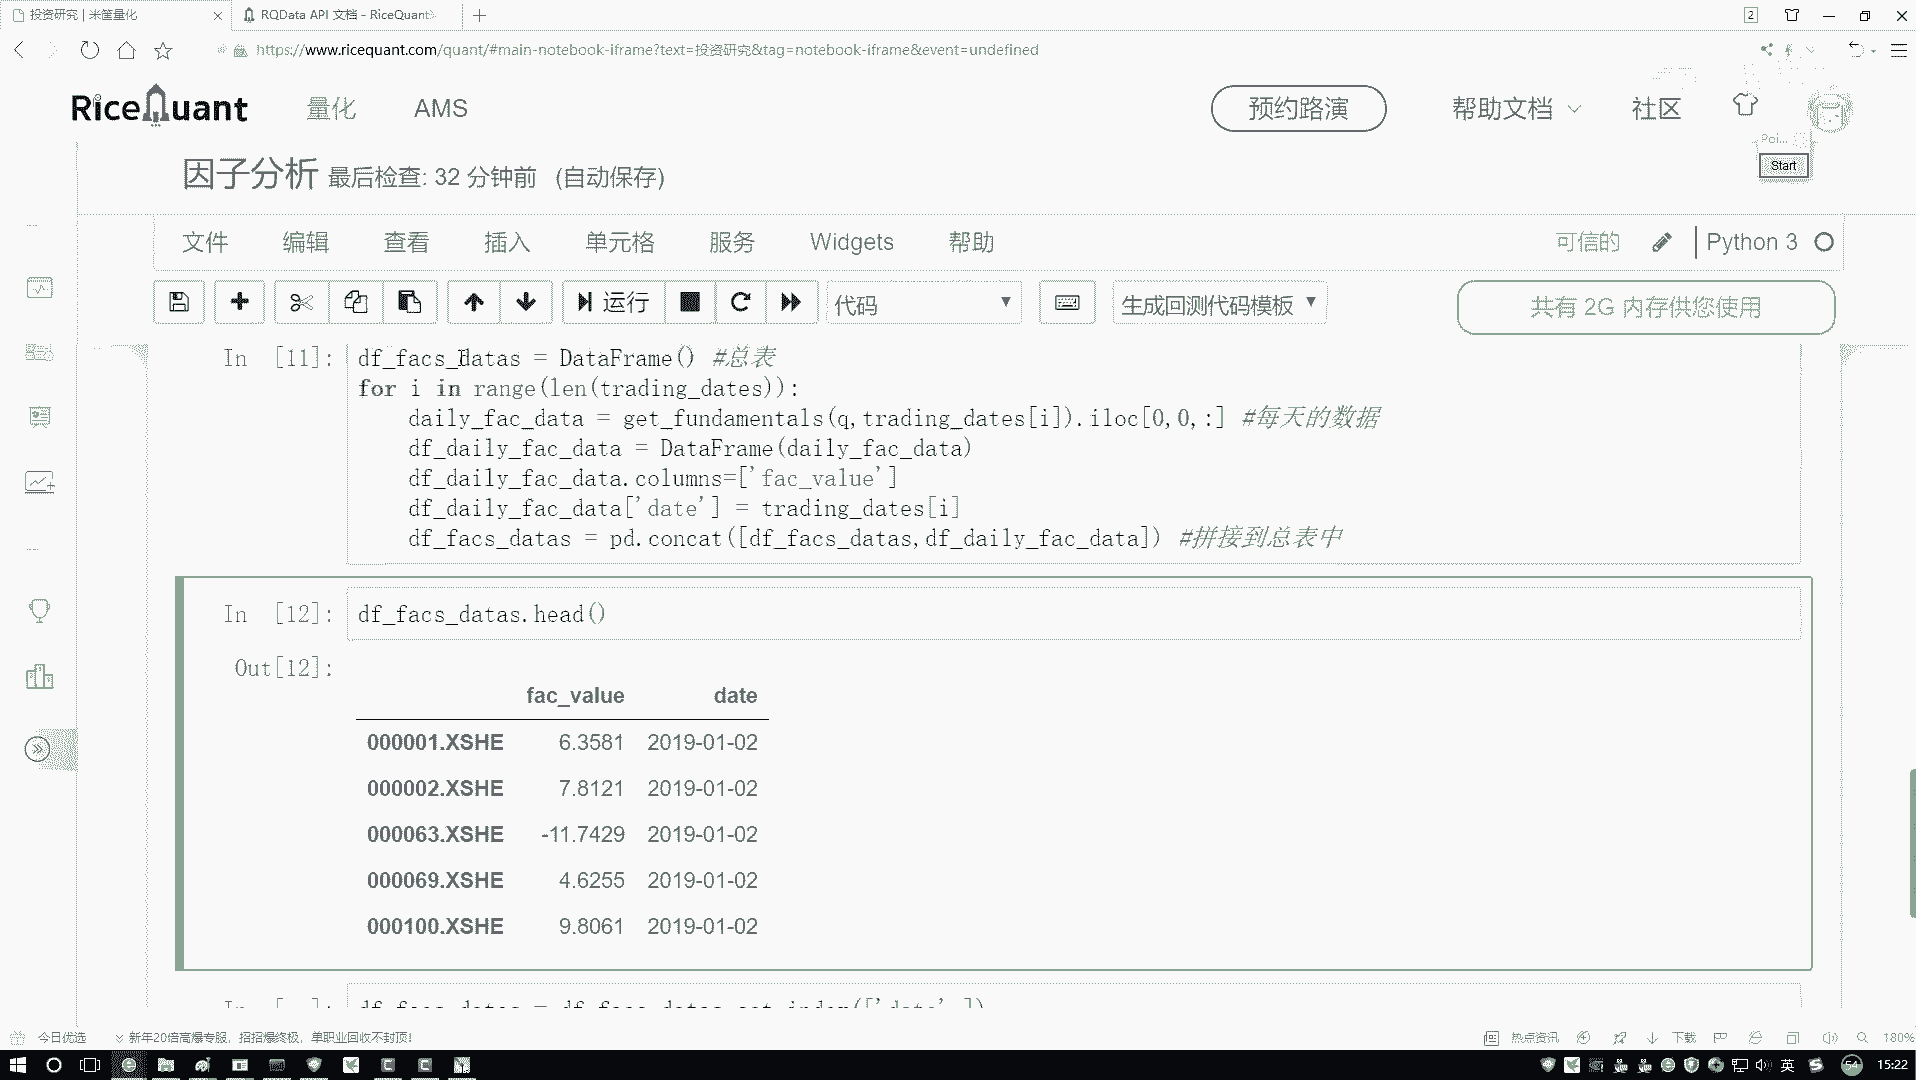 投资研究 | 米筐量化
RQData API 文档 - RiceQuant
2
https://www.ricequant.com/quant/#main-notebook-iframe?text=投资研究&tag=notebook-iframe&event=undefined
RiceQuant 量化 AMS 预约路演 帮助文档 社区
Poi...
Start
因子分析 最后检查: 32 分钟前 (自动保存)
文件 编辑 查看 插入 单元格 服务 Widgets 帮助 可信的 Python 3
运行 代码 生成回测代码模板 共有 2G 内存供您使用
In [11]: df_facs_datas = DataFrame() #总表
for i in range(len(trading_dates)):
daily_fac_data = get_fundamentals(q,trading_dates[i]).iloc[0,0,:] #每天的数据
df_daily_fac_data = DataFrame(daily_fac_data)
df_daily_fac_data.columns=['fac_value']
df_daily_fac_data['date'] = trading_dates[i]
df_facs_datas = pd.concat([df_facs_datas,df_daily_fac_data]) #拼接到总表中
In [12]: df_facs_datas.head()
Out[12]:
fac_value date
000001.XSHE 6.3581 2019-01-02
000002.XSHE 7.8121 2019-01-02
000063.XSHE -11.7429 2019-01-02
000069.XSHE 4.6255 2019-01-02
000100.XSHE 9.8061 2019-01-02
In [ ]: df_facs_datas = df_facs_datas.set_index(['date'])
今日优选 新年20倍高爆专服，招招爆终极，单职业回收不封顶! 热点资讯 下载 180%
英 54 15:22